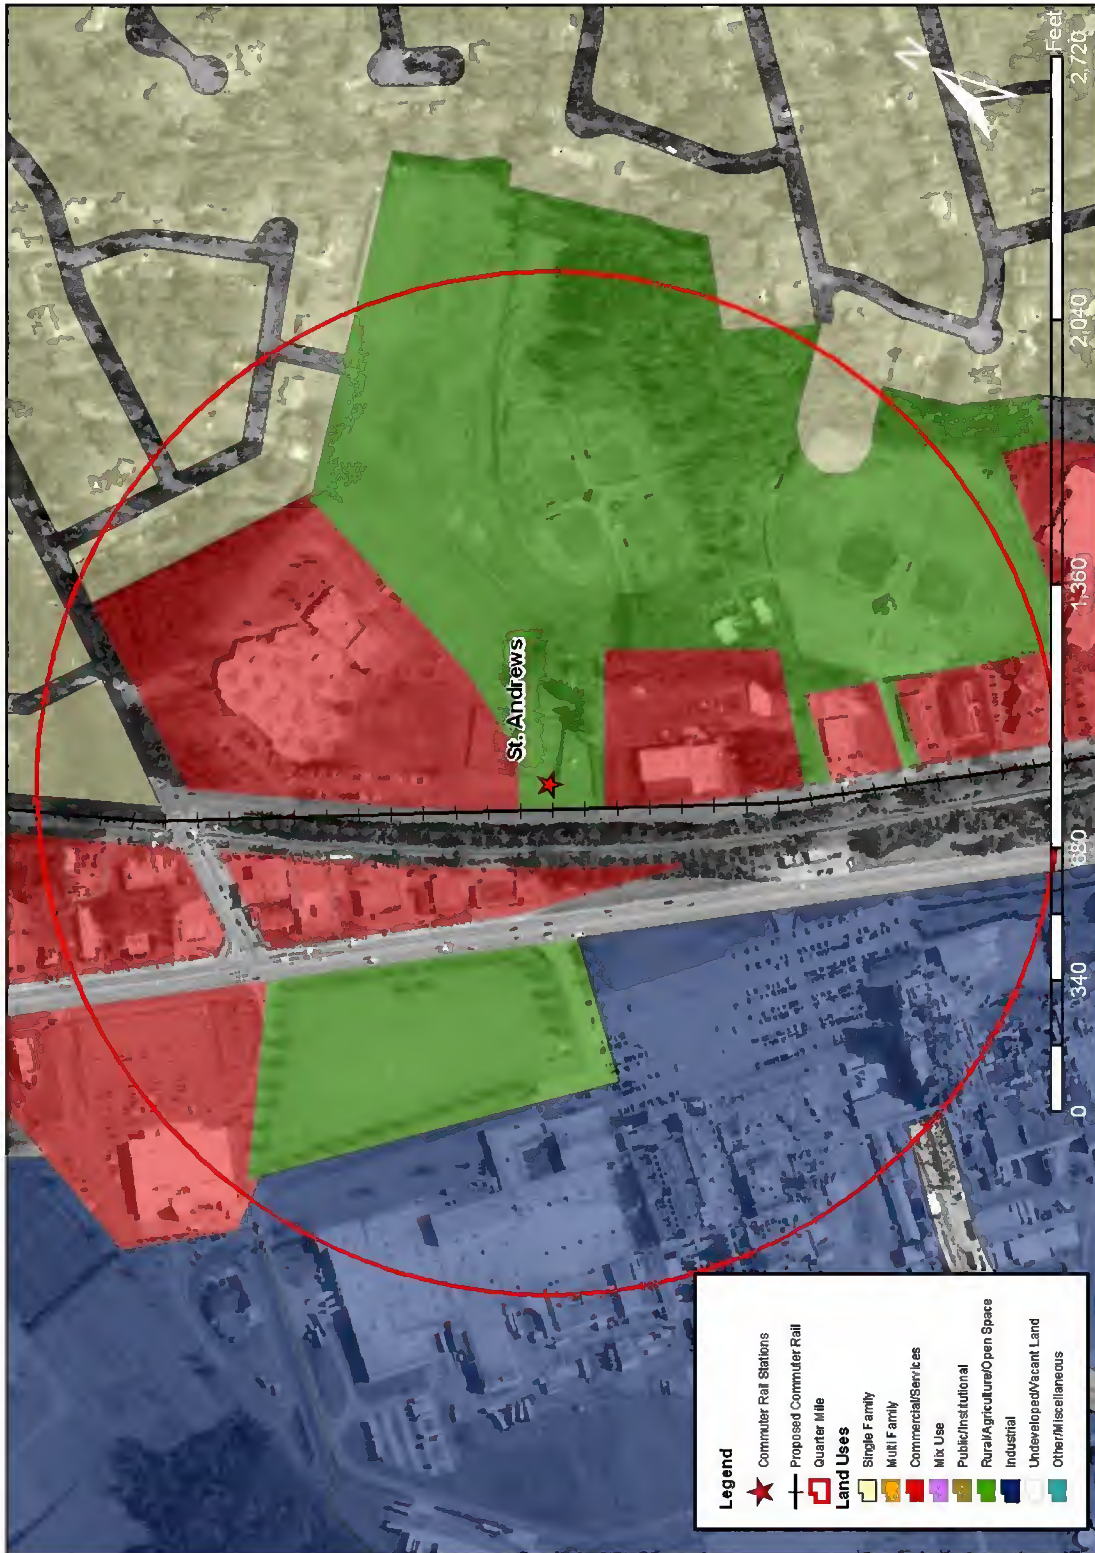 St. Andrews
N
Feet
0 340 680 1,360 2,040 2,720
Legend
Commuter Rail Stations
Proposed Commuter Rail
Quarter Mile
Land Uses
Single Family
Multi Family
Commercial/Services
Mix Use
Public/Institutional
Rural/Agriculture/Open Space
Industrial
Undeveloped/Vacant Land
Other/Miscellaneous